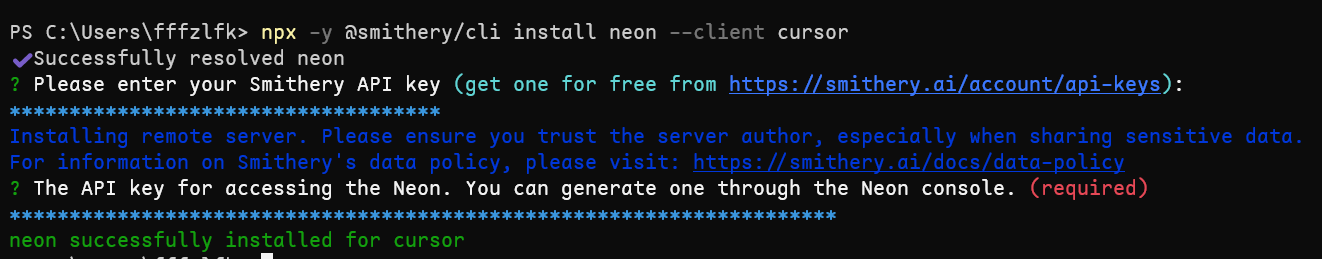 PS C:\Users\fffzlfk> npx -y @smithery/cli install neon --client cursor
✔Successfully resolved neon
? Please enter your Smithery API key (get one for free from https://smithery.ai/account/api-keys):
************************************
Installing remote server. Please ensure you trust the server author, especially when sharing sensitive data.
For information on Smithery's data policy, please visit: https://smithery.ai/docs/data-policy
? The API key for accessing the Neon. You can generate one through the Neon console. (required)
*********************************************************************
neon successfully installed for cursor